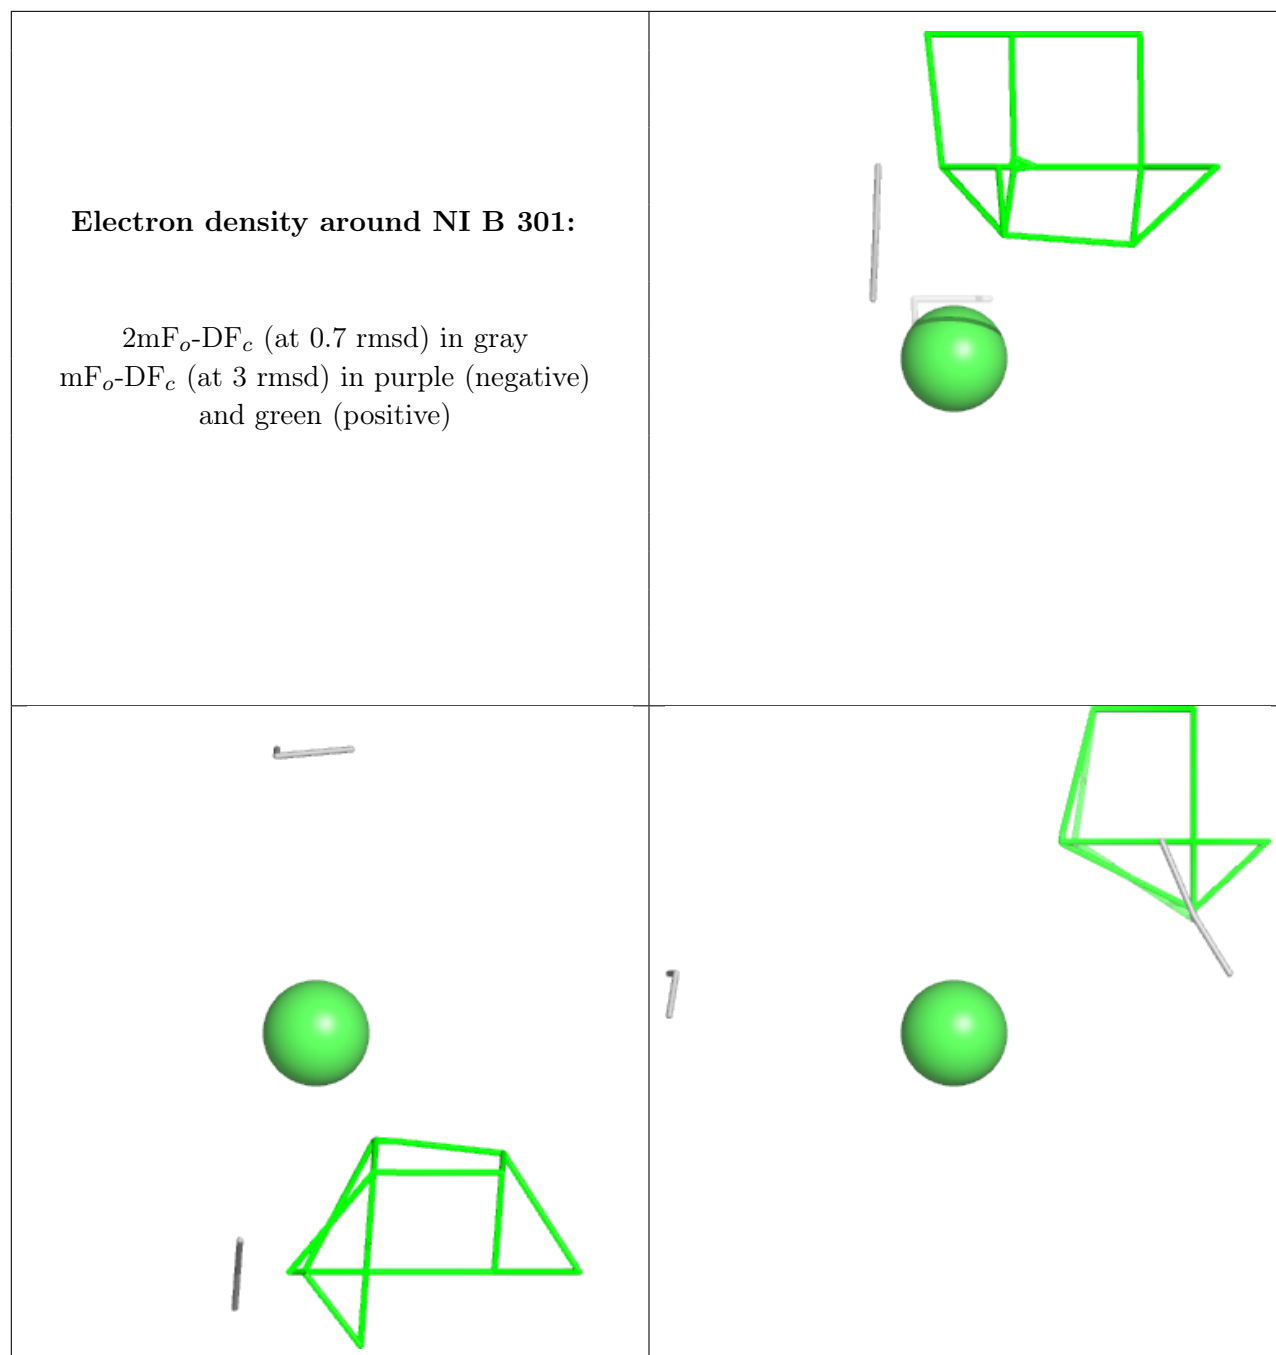 Electron density around NI B 301:
2mFₒ-DF𝑐 (at 0.7 rmsd) in gray
mFₒ-DF𝑐 (at 3 rmsd) in purple (negative)
and green (positive)